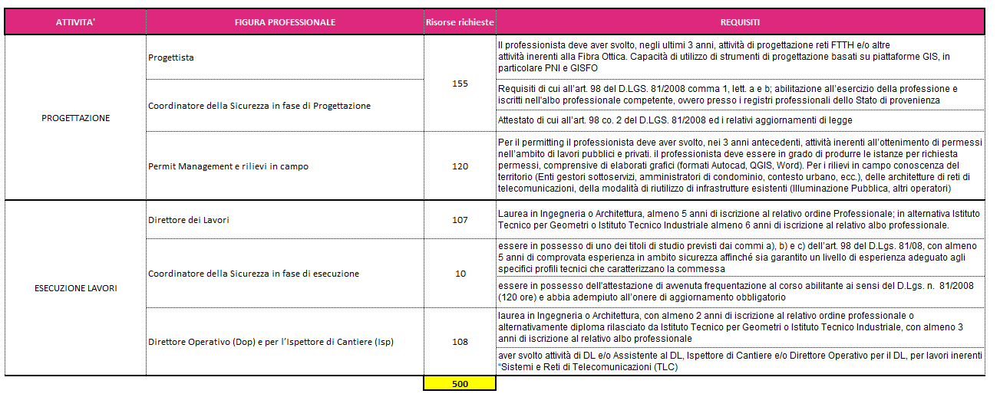 ATTIVITA' FIGURA PROFESSIONALE Risorse richieste REQUISITI
PROGETTAZIONE
Progettista
155
Il professionista deve aver svolto, negli ultimi 3 anni, attività di progettazione reti FTTH e/o altre
attività inerenti alla Fibra Ottica. Capacità di utilizzo di strumenti di progettazione basati su piattaforme GIS, in
particolare PNI e GISFO
Coordinatore della Sicurezza in fase di Progettazione
Requisiti di cui all'art. 98 del D.LGS. 81/2008 comma 1, lett. a e b; abilitazione all'esercizio della professione e
iscritti nell'albo professionale competente, ovvero presso i registri professionali dello Stato di provenienza
Attestato di cui all'art. 98 co. 2 del D.LGS. 81/2008 ed i relativi aggiornamenti di legge
Permit Management e rilievi in campo
120
Per il permitting il professionista deve aver svolto, nei 3 anni antecedenti, attività inerenti all'ottenimento di permessi
nell'ambito di lavori pubblici e privati. il professionista deve essere in grado di produrre le istanze per richiesta
permessi, comprensive di elaborati grafici (formati Autocad, QGIS, Word). Per i rilievi in campo conoscenza del
territorio (Enti gestori sottoservizi, amministratori di condominio, contesto urbano, ecc.), delle architetture di reti di
telecomunicazioni, della modalità di riutilizzo di infrastrutture esistenti (Illuminazione Pubblica, altri operatori)
ESECUZIONE LAVORI
Direttore dei Lavori
107
Laurea in Ingegneria o Architettura, almeno 5 anni di iscrizione al relativo ordine Professionale; in alternativa Istituto
Tecnico per Geometri o Istituto Tecnico Industriale almeno 6 anni di iscrizione al relativo albo professionale.
Coordinatore della Sicurezza in fase di esecuzione
10
essere in possesso di uno dei titoli di studio previsti dai commi a), b) e c) dell'art. 98 del D.Lgs. 81/08, con almeno
5 anni di comprovata esperienza in ambito sicurezza affinché sia garantito un livello di esperienza adeguato agli
specifici profili tecnici che caratterizzano la commessa
essere in possesso dell'attestazione di avvenuta frequentazione al corso abilitante ai sensi del D.Lgs. n. 81/2008
(120 ore) e abbia adempiuto all'onere di aggiornamento obbligatorio
Direttore Operativo (Dop) e per l'Ispettore di Cantiere (Isp)
108
laurea in Ingegneria o Architettura, con almeno 2 anni di iscrizione al relativo ordine professionale o
alternativamente diploma rilasciato da Istituto Tecnico per Geometri o Istituto Tecnico Industriale, con almeno 3
anni di iscrizione al relativo albo professionale
aver svolto attività di DL e/o Assistente al DL, Ispettore di Cantiere e/o Direttore Operativo per il DL, per lavori inerenti
“Sistemi e Reti di Telecomunicazioni (TLC)
500